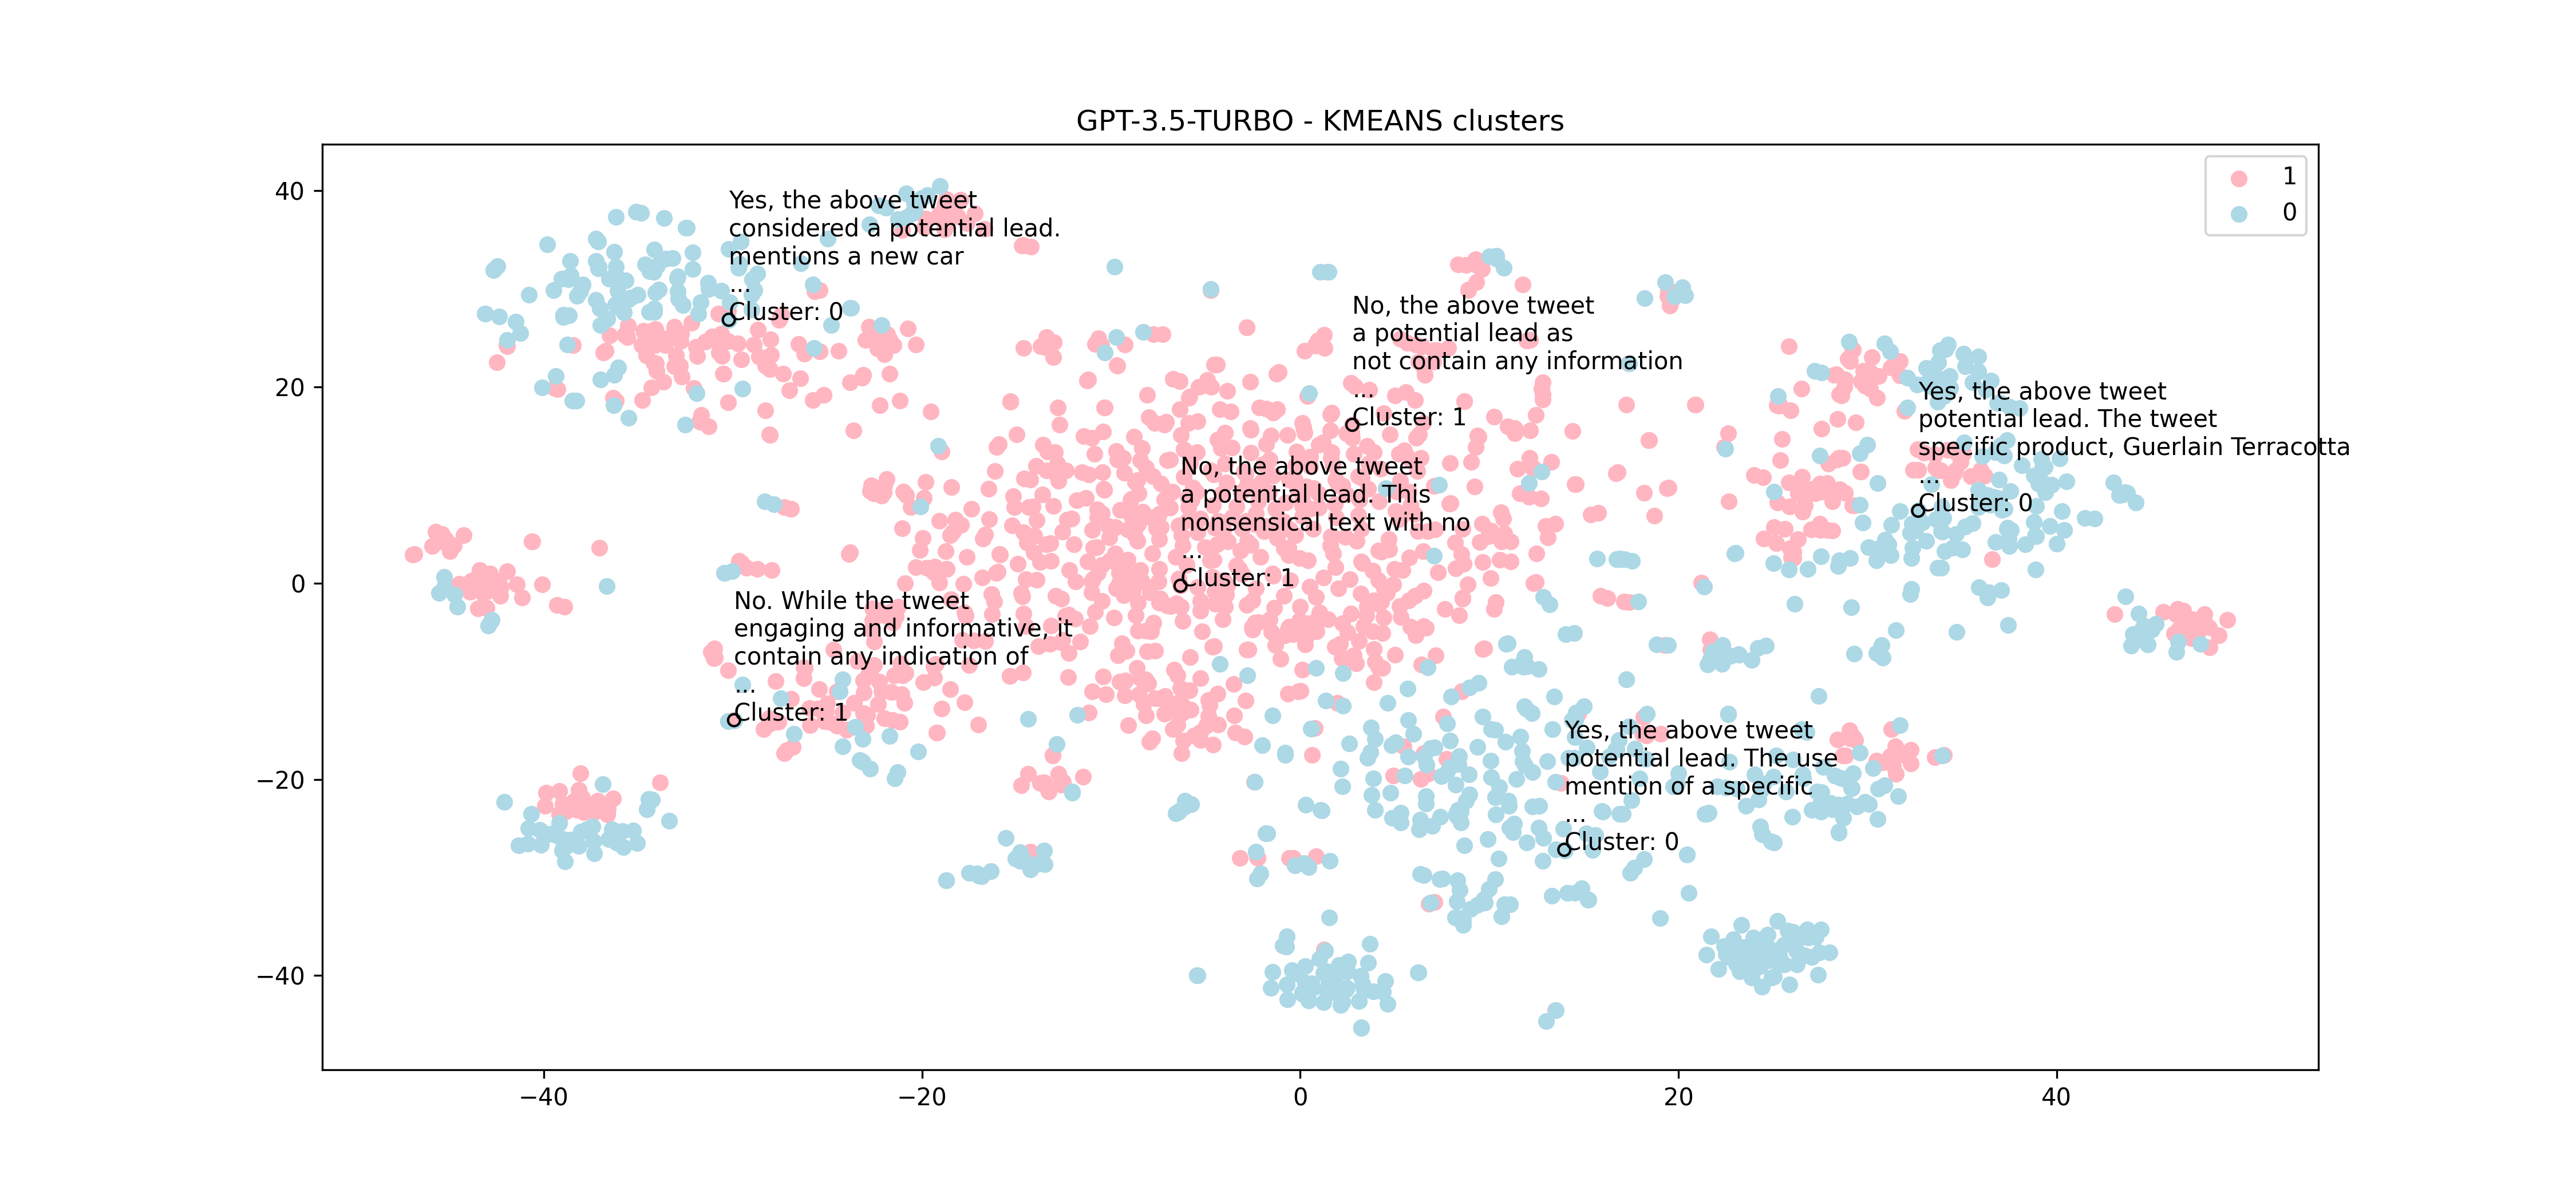 GPT-3.5-TURBO - KMEANS clusters
1
0
40
20
0
−20
−40
Yes, the above tweet
considered a potential lead.
mentions a new car
...
Cluster: 0
No, the above tweet
a potential lead as
not contain any information
...
Cluster: 1
Yes, the above tweet
potential lead. The tweet
specific product, Guerlain Terracotta
...
Cluster: 0
No, the above tweet
a potential lead. This
nonsensical text with no
...
Cluster: 1
No. While the tweet
engaging and informative, it
contain any indication of
...
Cluster: 1
Yes, the above tweet
potential lead. The use
mention of a specific
...
Cluster: 0
−40
−20
0
20
40